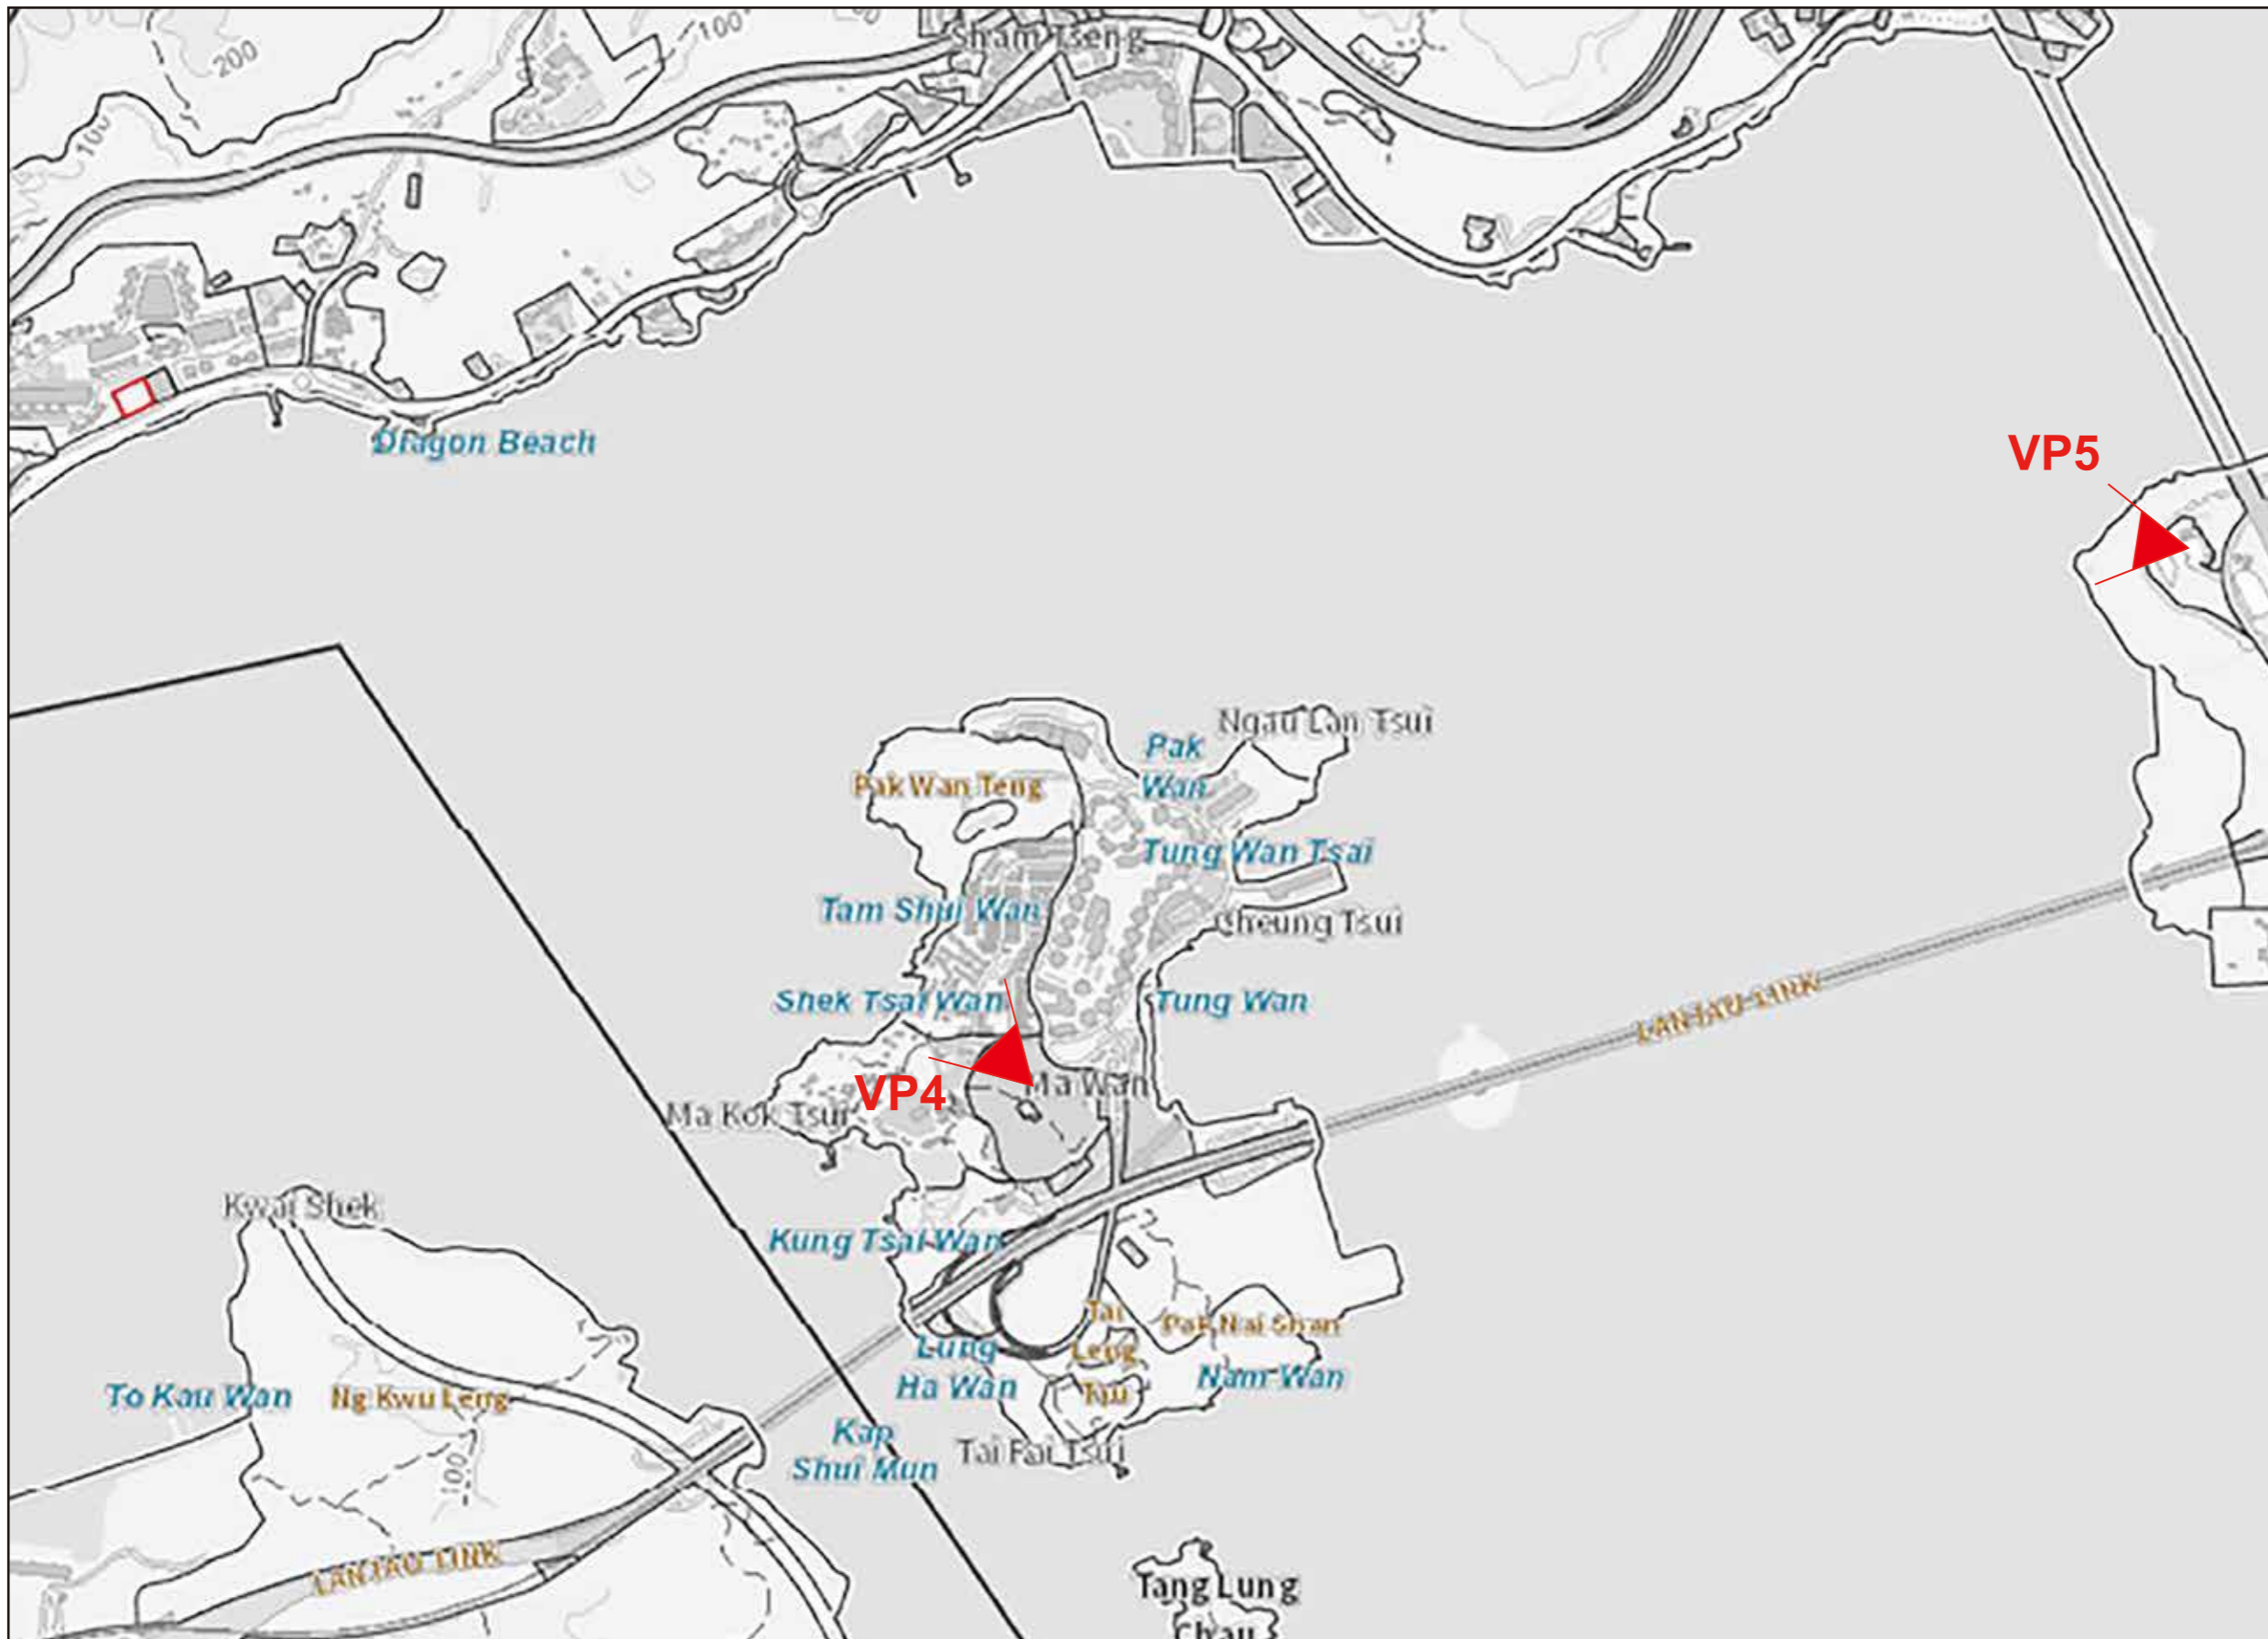 Sham Tseng
100
200
100
Dragon Beach
VP5
Ngau Lan Tsui
Pak
Wan
Pak Wan Teng
Tung Wan Tsai
Tam Shui Wan
Cheung Tsui
Shek Tsai Wan
Tung Wan
LANTAU LINK
VP4
Ma Wan
Ma Kok Tsui
Kwai Shek
Kung Tsai Wan
Tai
Leng
Tau
Pak Nai Shan
Lung
Ha Wan
Nam Wan
To Kau Wan
Ng Kwu Leng
Kap
Shui Mun
Tai Pai Tsui
100
LANTAU LINK
Tang Lung
Chau